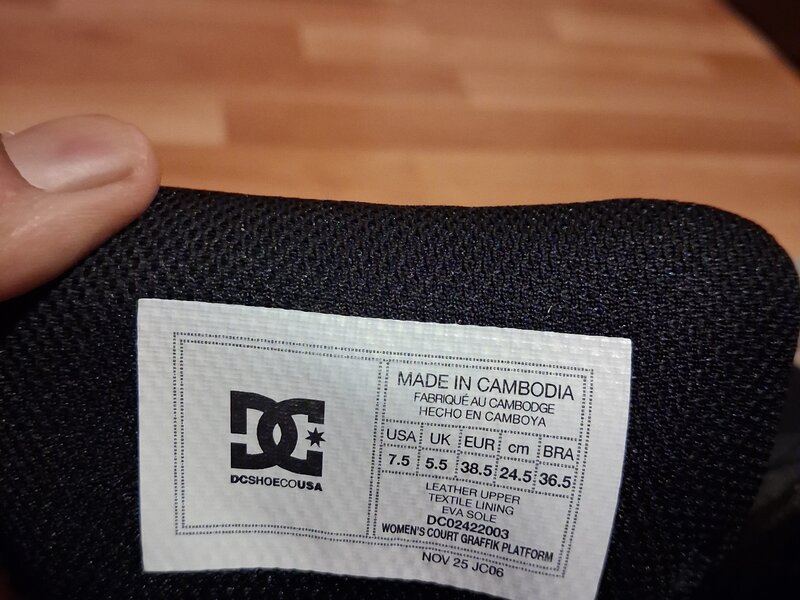 DC
DCSHOECOUSA
MADE IN CAMBODIA
FABRIQUÉ AU CAMBODGE
HECHO EN CAMBOYA
USA UK EUR cm BRA
7.5 5.5 38.5 24.5 36.5
LEATHER UPPER
TEXTILE LINING
EVA SOLE
DC02422003
WOMEN'S COURT GRAFFIK PLATFORM
NOV 25 JC06